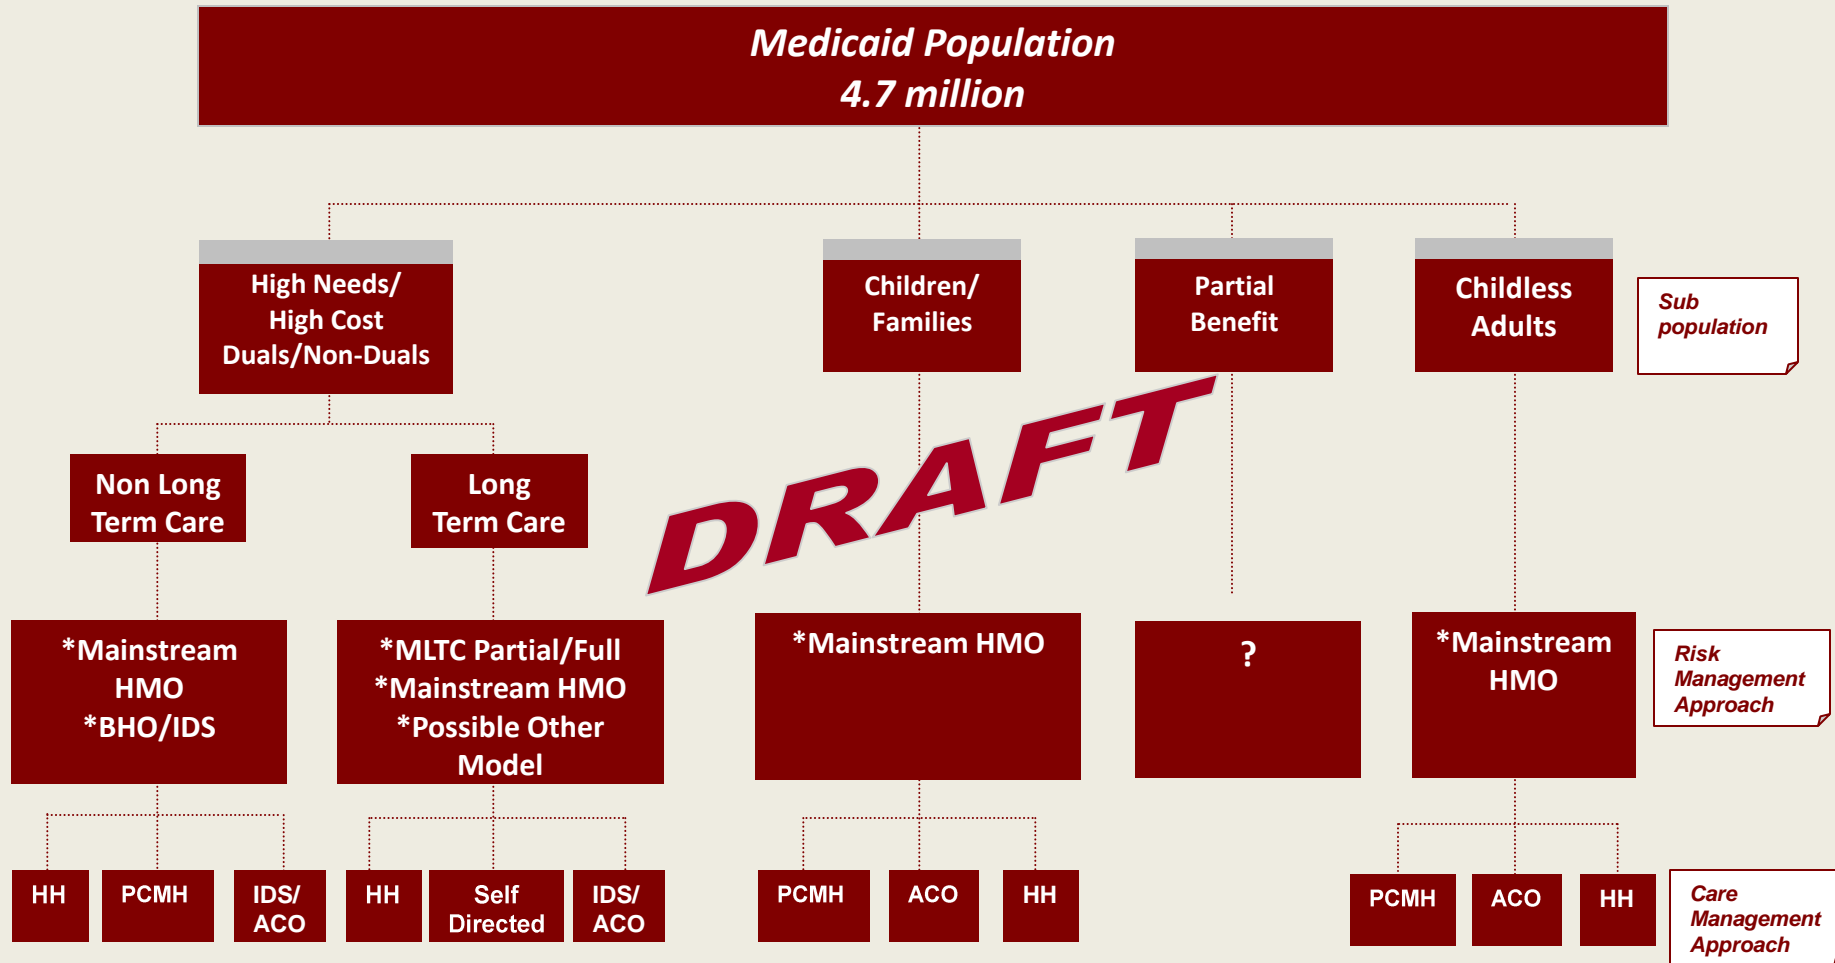 Medicaid Population
4.7 million
High Needs/
High Cost
Duals/Non-Duals
Children/
Families
Partial
Benefit
Childless
Adults
Sub
population
Non Long
Term Care
Long
Term Care
DRAFT
*Mainstream
HMO
*BHO/IDS
*MLTC Partial/Full
*Mainstream HMO
*Possible Other
Model
*Mainstream HMO
?
*Mainstream
HMO
Risk
Management
Approach
HH
PCMH
IDS/
ACO
HH
Self
Directed
IDS/
ACO
PCMH
ACO
HH
PCMH
ACO
HH
Care
Management
Approach